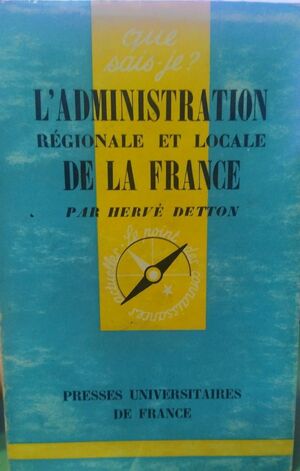 que
sais-je?
L'ADMINISTRATION
RÉGIONALE ET LOCALE
DE LA FRANCE
PAR HERVÉ DETTON
Le point des connaissances actuelles
PRESSES UNIVERSITAIRES
DE FRANCE